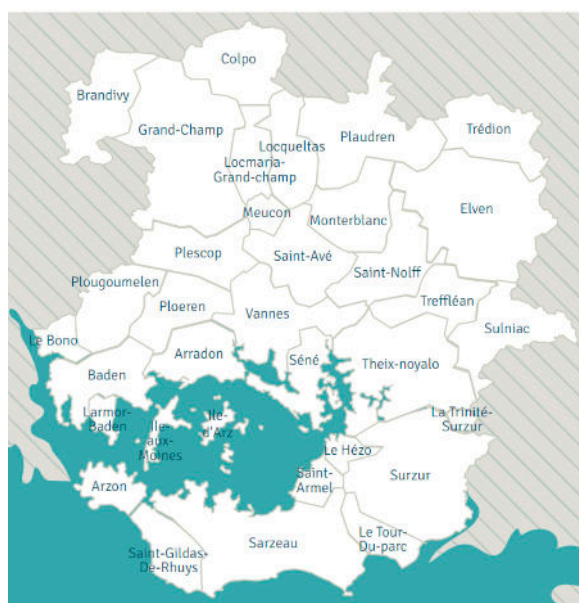 Colpo
Brandivy
Grand-Champ
Locqueltas
Plaudren
Trédion
Locmaria-
Grand-champ
Meucon
Monterblanc
Elven
Plescop
Saint-Avé
Saint-Nolff
Plougoumelen
Ploeren
Vannes
Treffléan
Sulniac
Le Bono
Arradon
Séné
Theix-noyalo
Baden
Larmor-
Baden
Ile-
aux-
Moines
Ile-
d'Arz
La Trinité-
Surzur
Le Hézo
Saint-
Armel
Surzur
Arzon
Le Tour-
Du-parc
Sarzeau
Saint-Gildas-
De-Rhuys